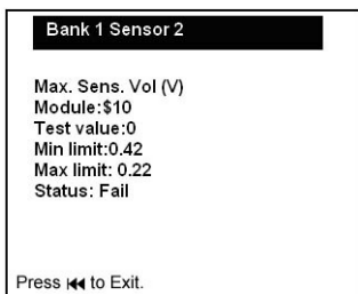 Bank 1 Sensor 2
Max. Sens. Vol (V)
Module:$10
Test value:0
Min limit:0.42
Max limit: 0.22
Status: Fail
Press ⏮ to Exit.